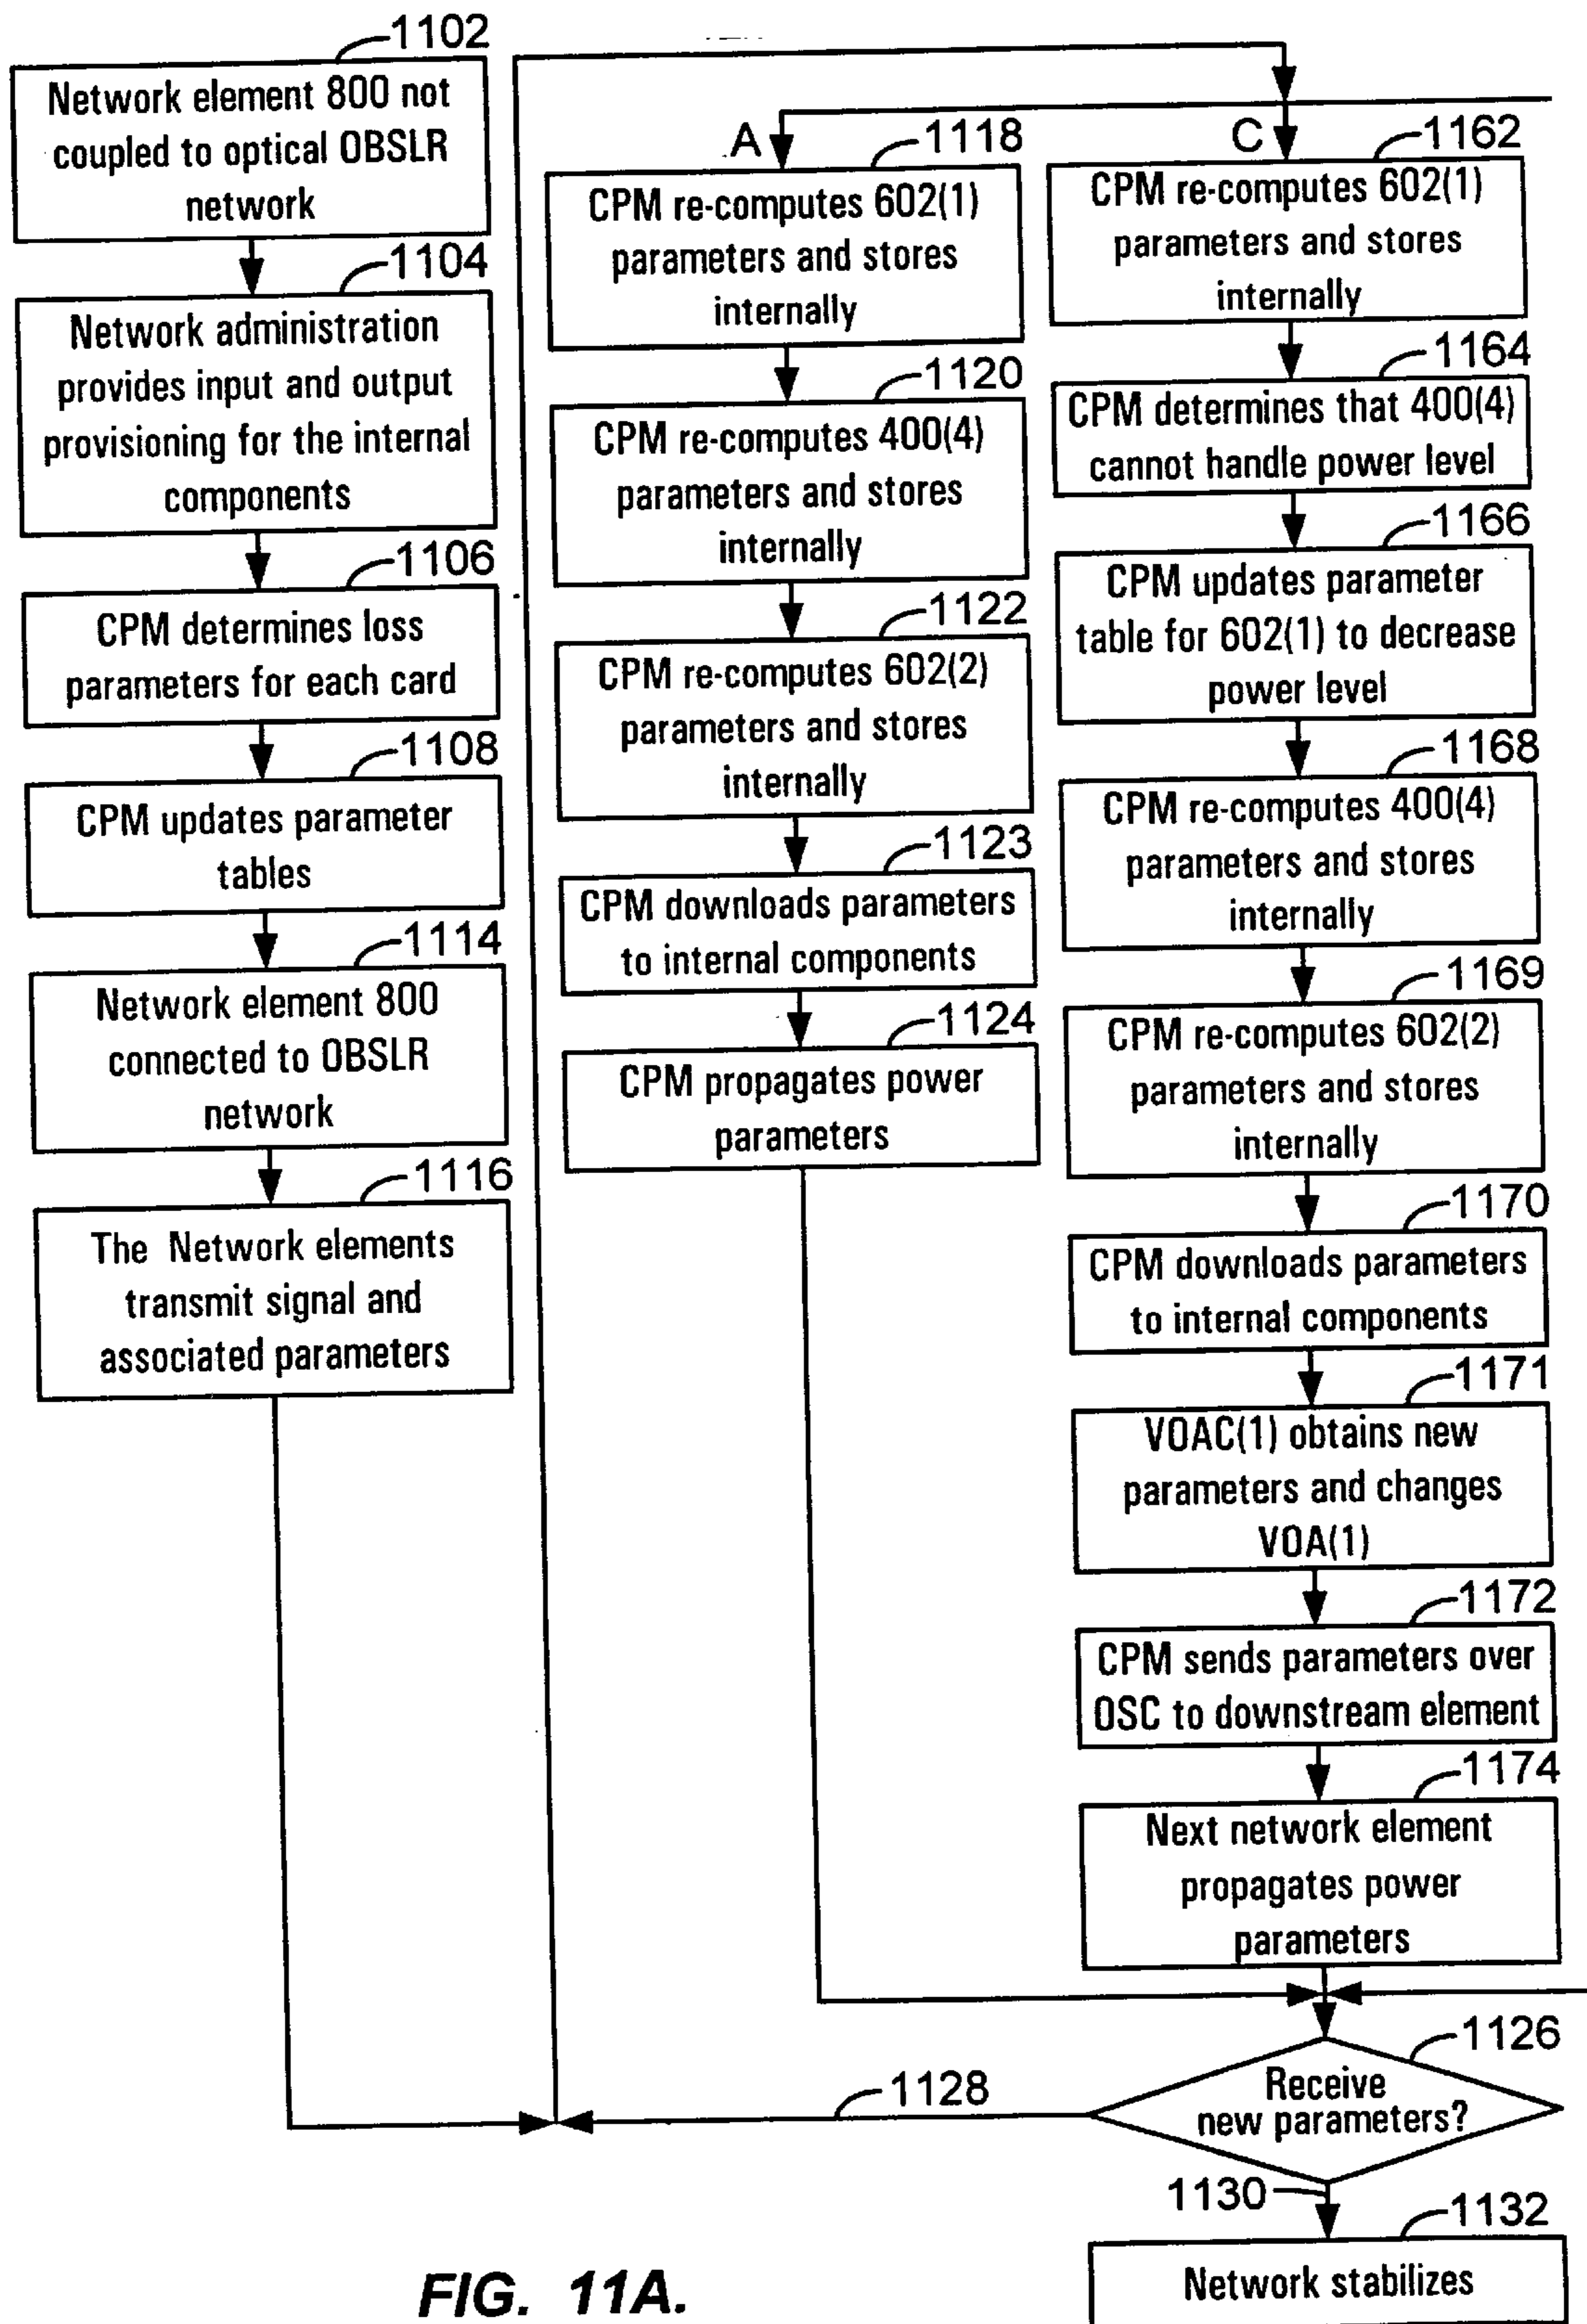 1102
Network element 800 not
coupled to optical OBSLR
network
1104
Network administration
provides input and output
provisioning for the internal
components
1106
CPM determines loss
parameters for each card
1108
CPM updates parameter
tables
1114
Network element 800
connected to OBSLR
network
1116
The Network elements
transmit signal and
associated parameters
A
1118
CPM re-computes 602(1)
parameters and stores
internally
1120
CPM re-computes 400(4)
parameters and stores
internally
1122
CPM re-computes 602(2)
parameters and stores
internally
1123
CPM downloads parameters
to internal components
1124
CPM propagates power
parameters
C
1162
CPM re-computes 602(1)
parameters and stores
internally
1164
CPM determines that 400(4)
cannot handle power level
1166
CPM updates parameter
table for 602(1) to decrease
power level
1168
CPM re-computes 400(4)
parameters and stores
internally
1169
CPM re-computes 602(2)
parameters and stores
internally
1170
CPM downloads parameters
to internal components
1171
VOAC(1) obtains new
parameters and changes
VOA(1)
1172
CPM sends parameters over
OSC to downstream element
1174
Next network element
propagates power
parameters
1126
Receive
new parameters?
1128
1130
1132
Network stabilizes
FIG. 11A.